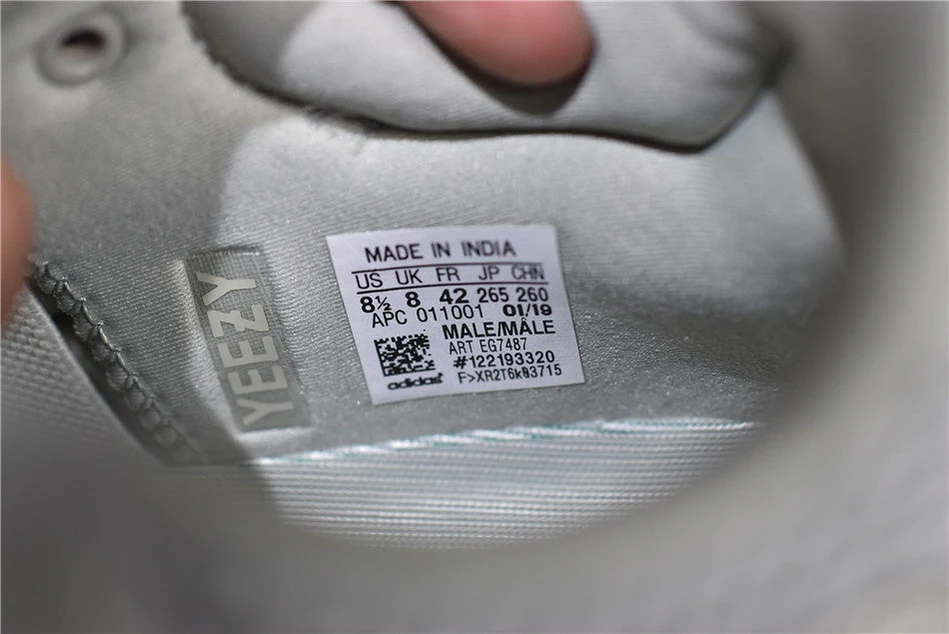 YEEZY
MADE IN INDIA
US UK FR JP CHN
8½ 8 42 265 260
APC 011001 01/19
MALE/MÂLE
ART EG7487
#122193320
adidas